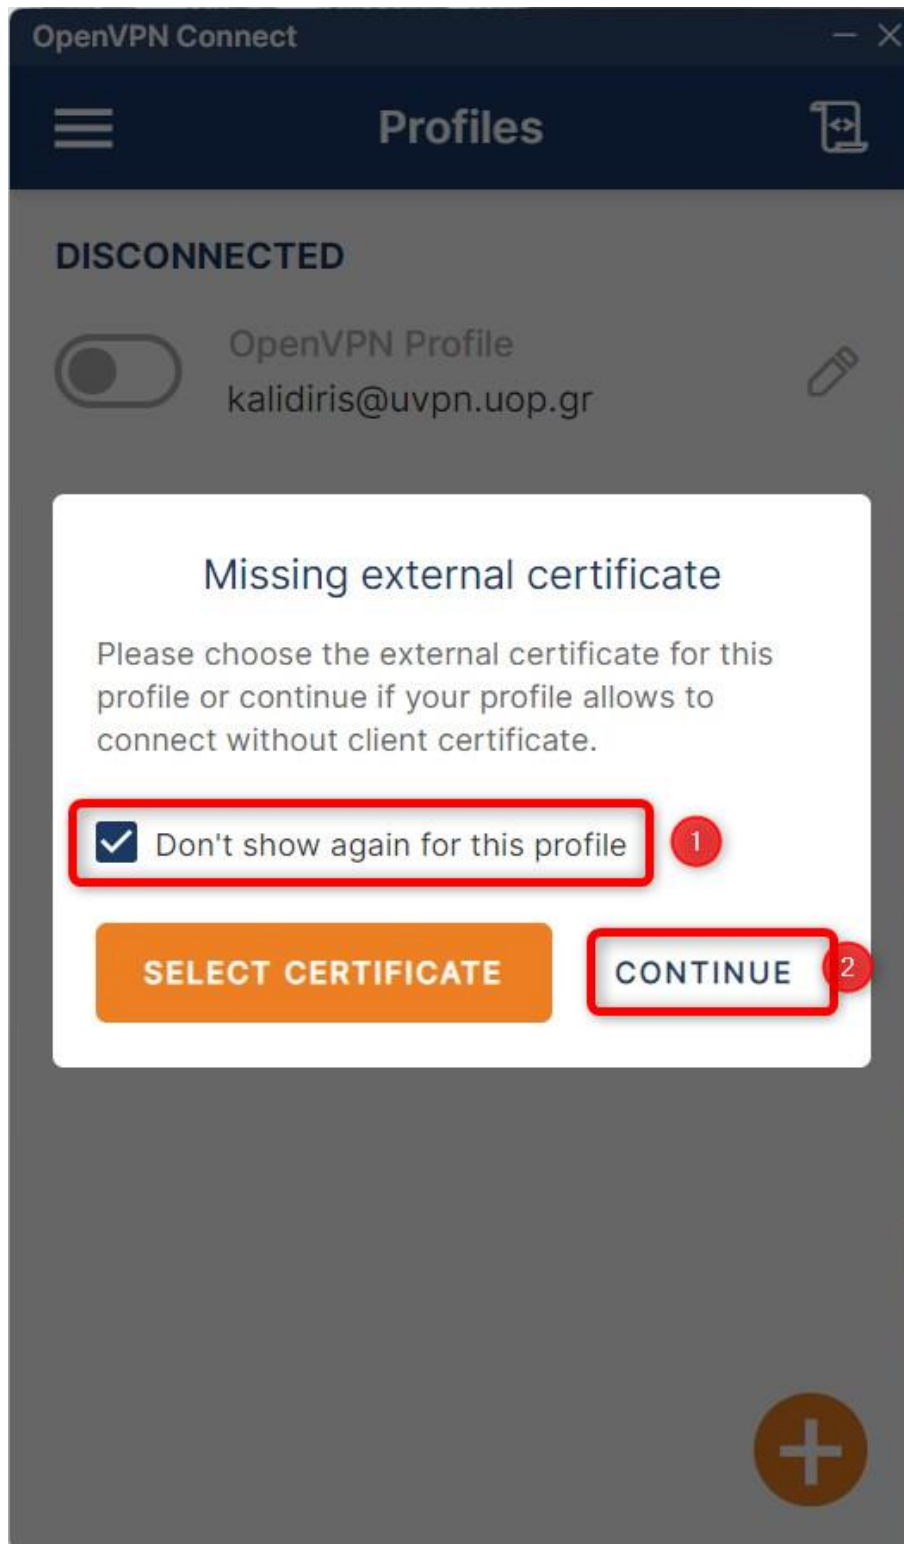 OpenVPN Connect
Profiles
DISCONNECTED
OpenVPN Profile
kalidiris@uvpn.uop.gr
Missing external certificate
Please choose the external certificate for this
profile or continue if your profile allows to
connect without client certificate.
Don't show again for this profile
1
SELECT CERTIFICATE
CONTINUE
2